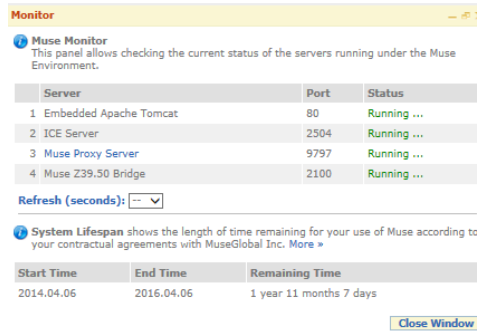 Monitor
Muse Monitor
This panel allows checking the current status of the servers running under the Muse
Environment.
Server Port Status
1 Embedded Apache Tomcat 80 Running ...
2 ICE Server 2504 Running ...
3 Muse Proxy Server 9797 Running ...
4 Muse Z39.50 Bridge 2100 Running ...
Refresh (seconds): --
System Lifespan shows the length of time remaining for your use of Muse according to
your contractual agreements with MuseGlobal Inc. More »
Start Time End Time Remaining Time
2014.04.06 2016.04.06 1 year 11 months 7 days
Close Window